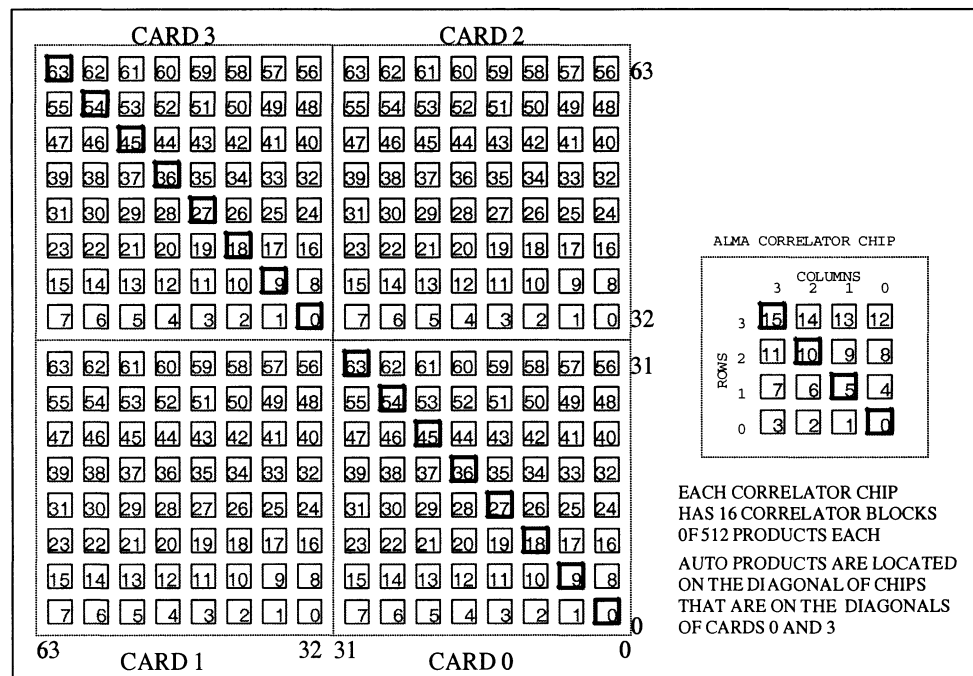 CARD 3 CARD 2
63 62 61 60 59 58 57 56 63 62 61 60 59 58 57 56 63
55 54 53 52 51 50 49 48 55 54 53 52 51 50 49 48
47 46 45 44 43 42 41 40 47 46 45 44 43 42 41 40
39 38 37 36 35 34 33 32 39 38 37 36 35 34 33 32
31 30 29 28 27 26 25 24 31 30 29 28 27 26 25 24
23 22 21 20 19 18 17 16 23 22 21 20 19 18 17 16
15 14 13 12 11 10 9 8 15 14 13 12 11 10 9 8
7 6 5 4 3 2 1 0 7 6 5 4 3 2 1 0 32
63 62 61 60 59 58 57 56 63 62 61 60 59 58 57 56 31
55 54 53 52 51 50 49 48 55 54 53 52 51 50 49 48
47 46 45 44 43 42 41 40 47 46 45 44 43 42 41 40
39 38 37 36 35 34 33 32 39 38 37 36 35 34 33 32
31 30 29 28 27 26 25 24 31 30 29 28 27 26 25 24
23 22 21 20 19 18 17 16 23 22 21 20 19 18 17 16
15 14 13 12 11 10 9 8 15 14 13 12 11 10 9 8
7 6 5 4 3 2 1 0 7 6 5 4 3 2 1 0 0
63 32 31 0
CARD 1 CARD 0
ALMA CORRELATOR CHIP
COLUMNS
3 2 1 0
ROWS
3 15 14 13 12
2 11 10 9 8
1 7 6 5 4
0 3 2 1 0
EACH CORRELATOR CHIP
HAS 16 CORRELATOR BLOCKS
0F 512 PRODUCTS EACH
AUTO PRODUCTS ARE LOCATED
ON THE DIAGONAL OF CHIPS
THAT ARE ON THE DIAGONALS
OF CARDS 0 AND 3